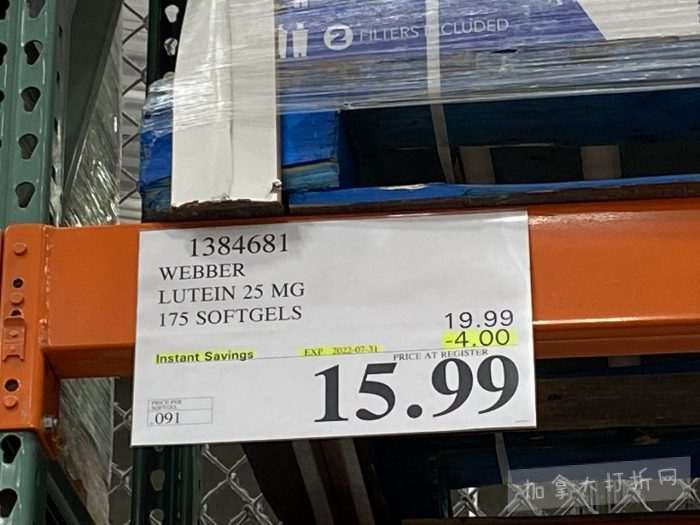 2 FILTERS INCLUDED
1384681
WEBBER
LUTEIN 25 MG
175 SOFTGELS
19.99
-4.00
Instant Savings EXP. 2022-07-31
PRICE AT REGISTER
15.99
PRICE PER
SOFTGEL
.091
加拿大打折网